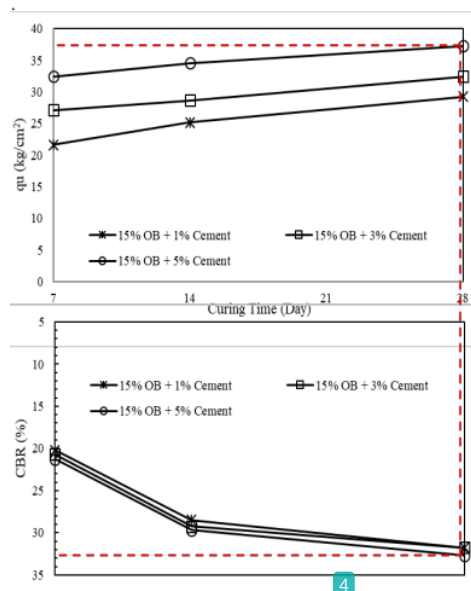 40
35
30
25
20
15
10
5
0
qu (kg/cm²)
15% OB + 1% Cement
15% OB + 3% Cement
15% OB + 5% Cement
7 14 21 28
Curing Time (Day)
5
10
15
20
25
30
35
CBR (%)
15% OB + 1% Cement
15% OB + 3% Cement
15% OB + 5% Cement
4